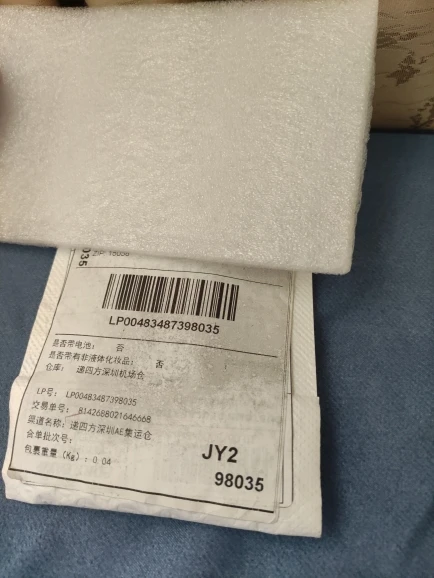 035
ZIP:
LP00483487398035
是否带电池： 否
是否带有非液体化妆品： 否
仓库： 递四方深圳机场仓
LP号： LP00483487398035
交易单号： 8142688021646668
渠道名称：递四方深圳AE集运仓
合单批次号：
包裹重量（Kg）：0.04
JY2
98035